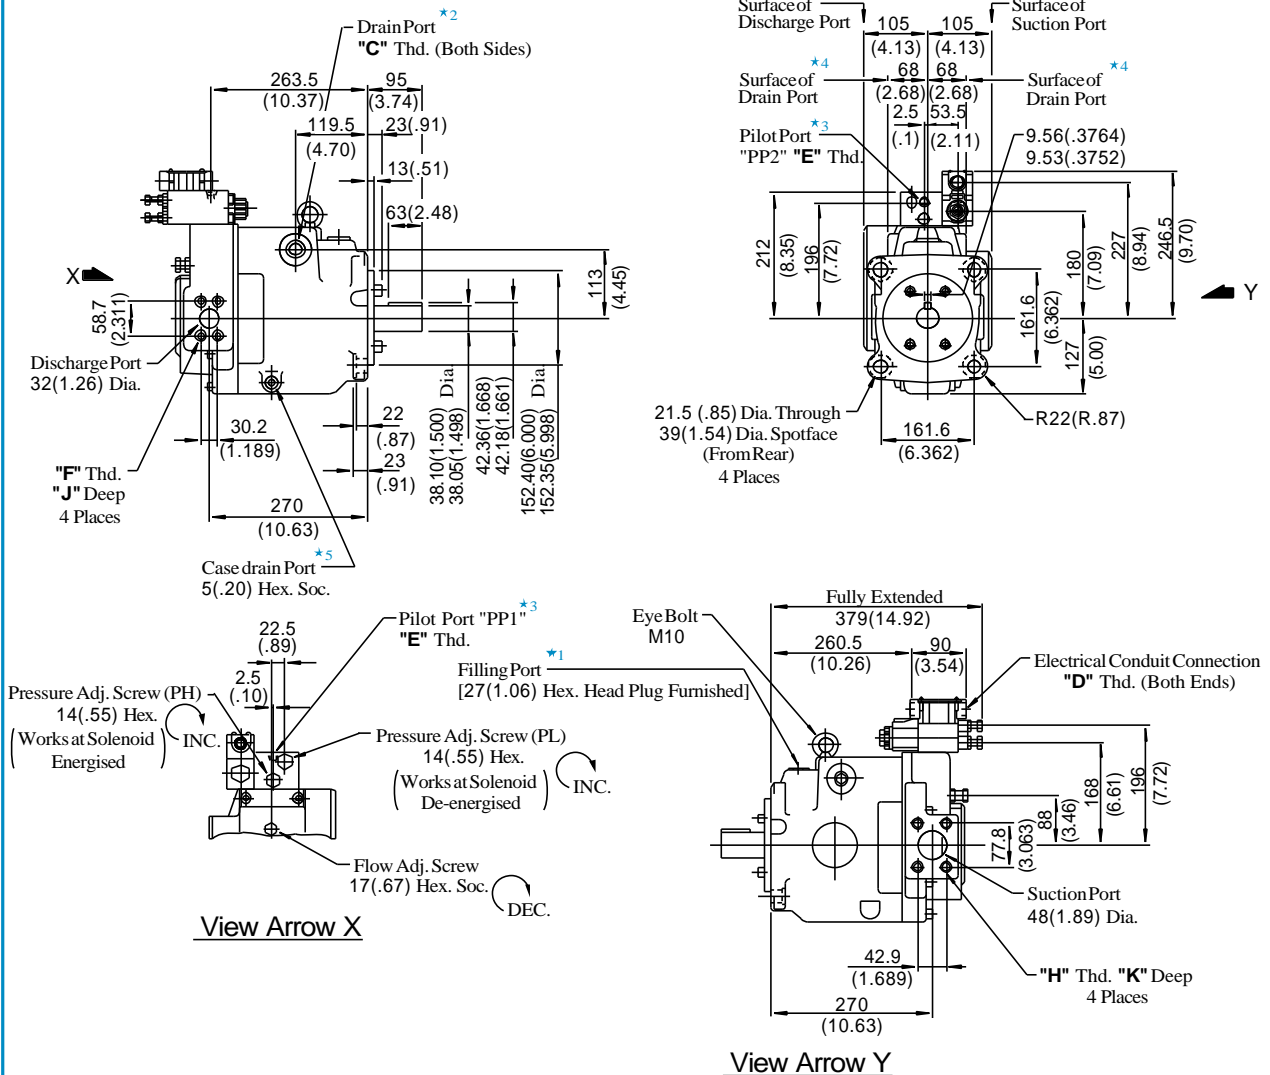 Drain Port ★2
"C" Thd. (Both Sides)
263.5
(10.37)
95
(3.74)
119.5
(4.70)
23(.91)
13(.51)
63(2.48)
X
58.7
(2.311)
113
(4.45)
Discharge Port
32(1.26) Dia.
30.2
(1.189)
22
(.87)
23
(.91)
"F" Thd.
"J" Deep
4 Places
270
(10.63)
38.10(1.500) Dia.
38.05(1.498)
42.36(1.668)
42.18(1.661)
152.40(6.000) Dia.
152.35(5.998)
Case drain Port ★5
5(.20) Hex. Soc.
Surface of
Discharge Port
Surface of
Suction Port
105
(4.13)
105
(4.13)
Surface of ★4
Drain Port
68
(2.68)
68
(2.68)
Surface of ★4
Drain Port
2.5
(.1)
53.5
(2.11)
Pilot Port ★3
"PP2" "E" Thd.
9.56(.3764)
9.53(.3752)
212
(8.35)
196
(7.72)
161.6
(6.362)
180
(7.09)
127
(5.00)
227
(8.94)
246.5
(9.70)
Y
21.5 (.85) Dia. Through
39(1.54) Dia. Spotface
(From Rear)
4 Places
161.6
(6.362)
R22(R.87)
22.5
(.89)
2.5
(.10)
Pilot Port "PP1" ★3
"E" Thd.
Pressure Adj. Screw (PH)
14(.55) Hex.
(Works at Solenoid
Energised)
INC.
Pressure Adj. Screw (PL)
14(.55) Hex.
(Works at Solenoid
De-energised)
INC.
Flow Adj. Screw
17(.67) Hex. Soc.
DEC.
View Arrow X
Fully Extended
379(14.92)
Eye Bolt
M10
260.5
(10.26)
90
(3.54)
Filling Port ★1
[27(1.06) Hex. Head Plug Furnished]
Electrical Conduit Connection
"D" Thd. (Both Ends)
77.8
(3.063)
88
(3.46)
168
(6.61)
196
(7.72)
Suction Port
48(1.89) Dia.
42.9
(1.689)
"H" Thd. "K" Deep
4 Places
270
(10.63)
View Arrow Y